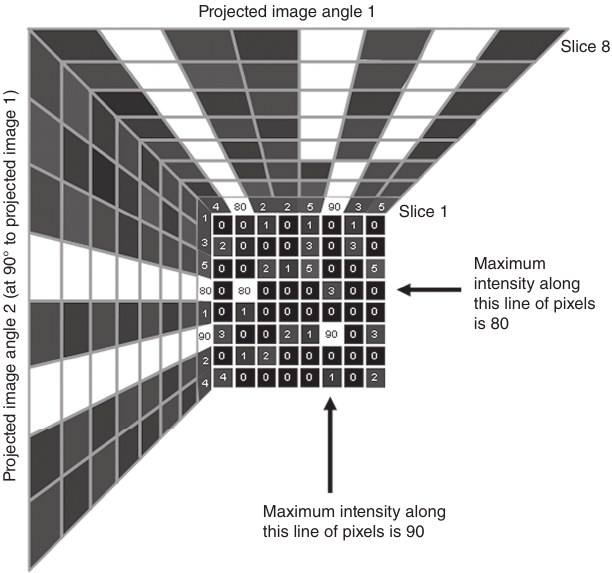 Projected image angle 1
Slice 8
Projected image angle 2 (at 90° to projected image 1)
4 80 2 2 5 90 3 5
Slice 1
1 0 0 1 0 1 0 1 0
3 2 0 0 0 3 0 3 0
5 0 0 2 1 5 0 0 5
80 0 80 0 0 0 3 0 0
1 0 1 0 0 0 0 0 0
90 3 0 0 2 1 90 0 3
2 0 1 2 0 0 0 0 0
4 4 0 0 0 0 1 0 2
Maximum
intensity along
this line of pixels
is 80
Maximum intensity along
this line of pixels is 90